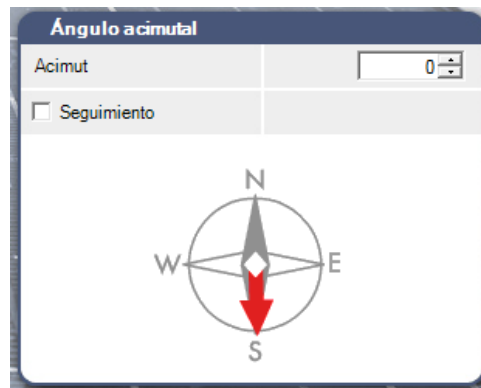 Ángulo acimutal
Acimut 0
Seguimiento
N
W E
S